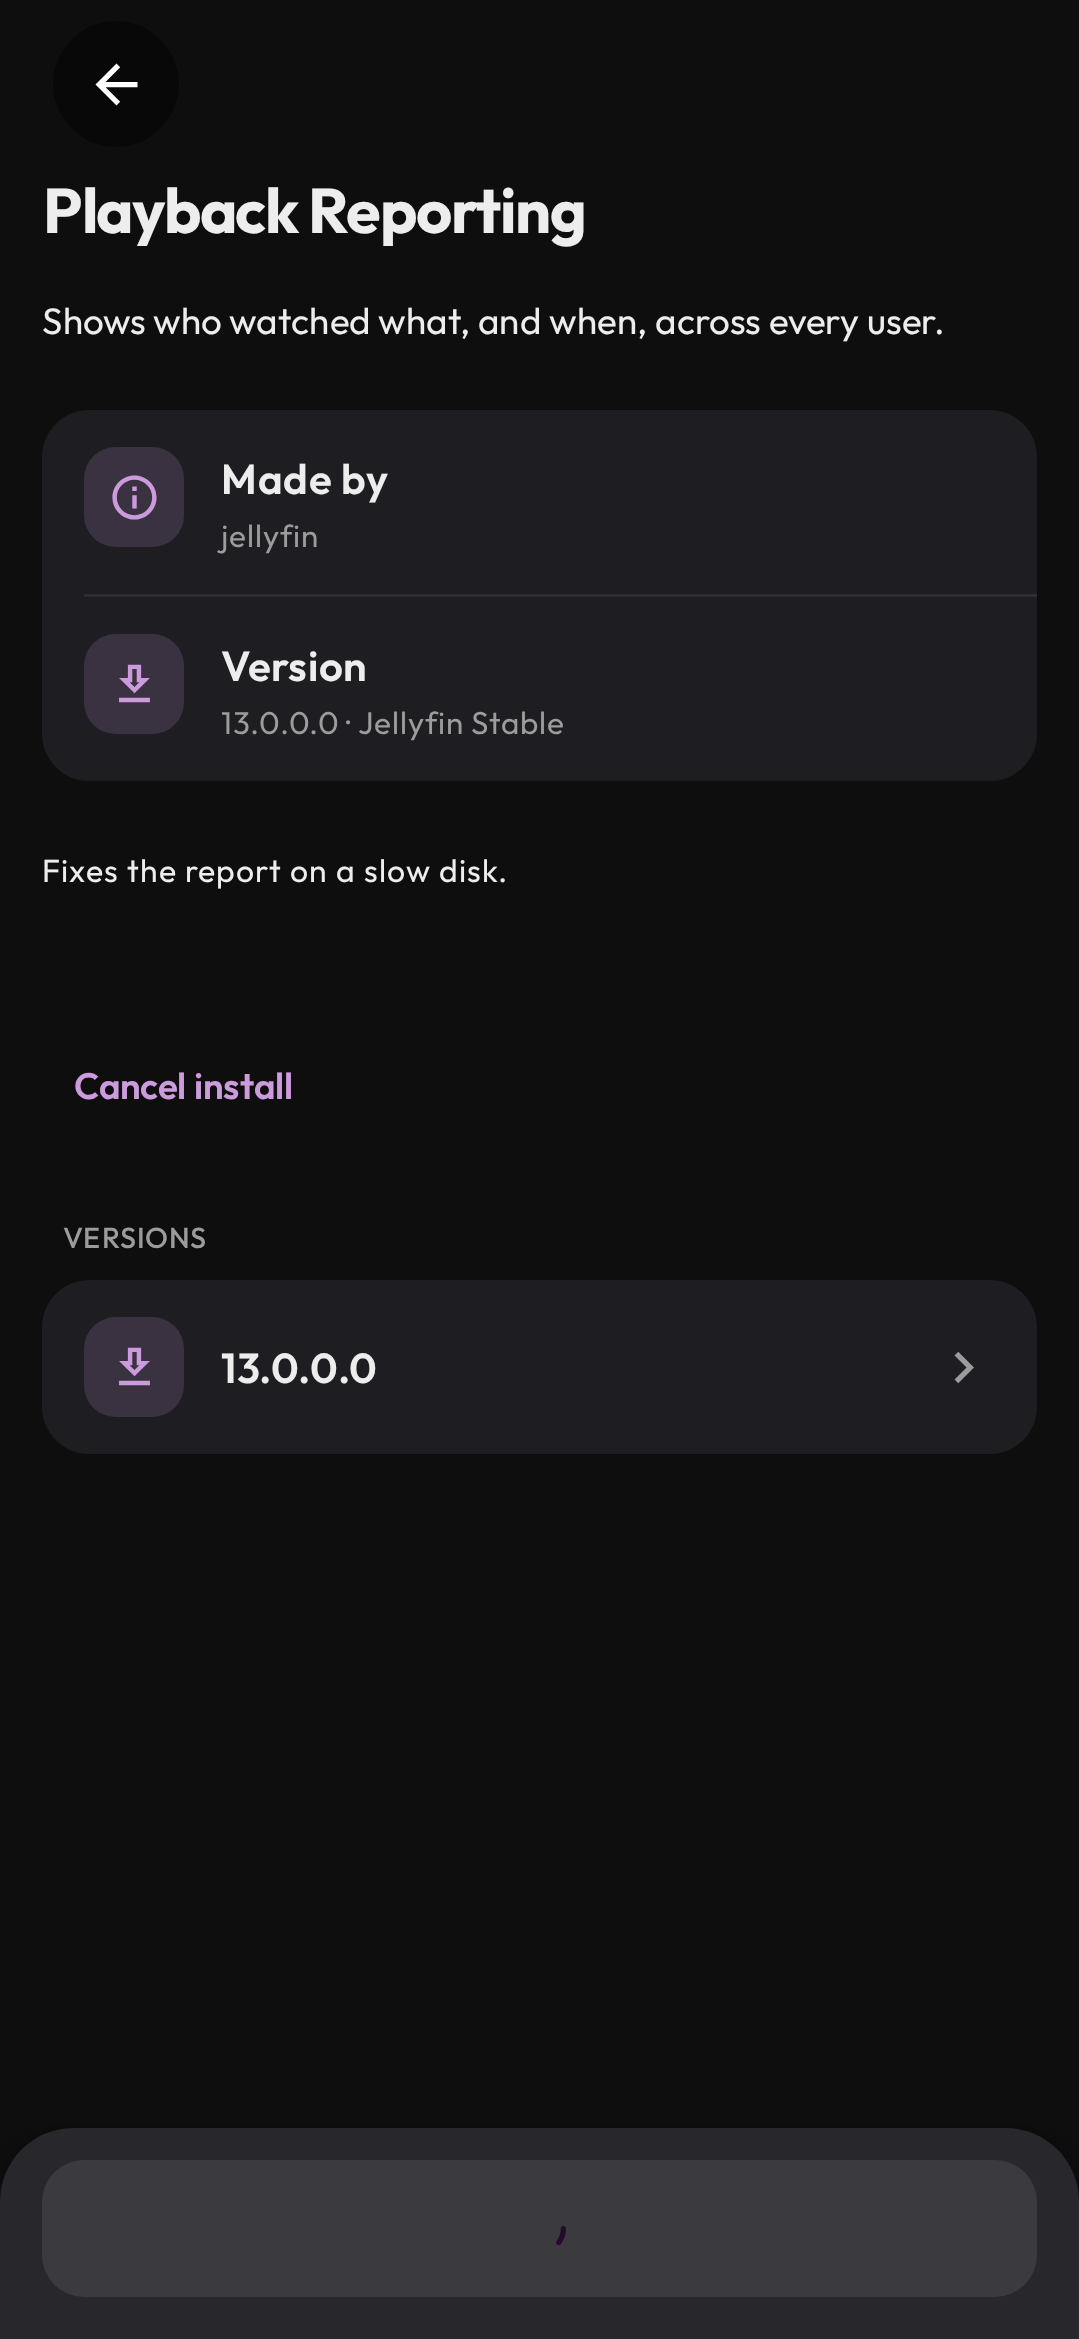 Playback Reporting
Shows who watched what, and when, across every user.
Made by
jellyfin
Version
13.0.0.0 · Jellyfin Stable
Fixes the report on a slow disk.
Cancel install
VERSIONS
13.0.0.0